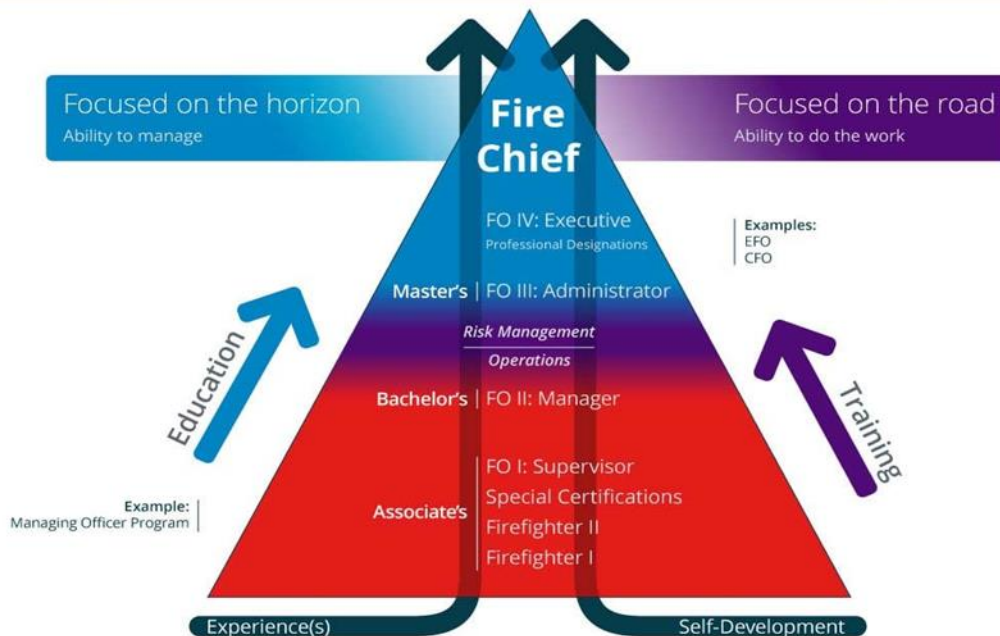 Focused on the horizon
Ability to manage
Focused on the road
Ability to do the work
Fire
Chief
FO IV: Executive
Professional Designations
Examples:
EFO
CFO
Master's
FO III: Administrator
Risk Management
Operations
Education
Training
Bachelor's
FO II: Manager
Associate's
FO I: Supervisor
Special Certifications
Firefighter II
Firefighter I
Example:
Managing Officer Program
Experience(s)
Self-Development